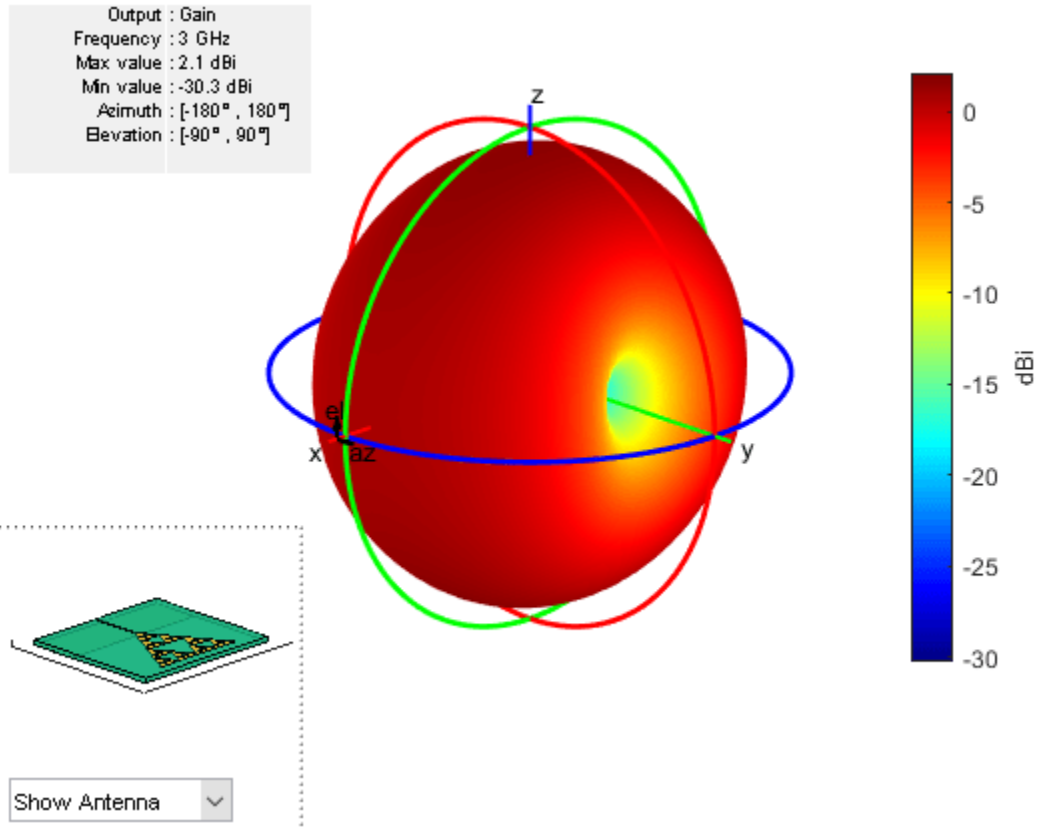 Output : Gain
Frequency : 3 GHz
Max value : 2.1 dBi
Min value : -30.3 dBi
Azimuth : [-180° , 180°]
Elevation : [-90° , 90°]
z
0
-5
-10
-15
-20
-25
-30
dBi
el
x
az
y
Show Antenna